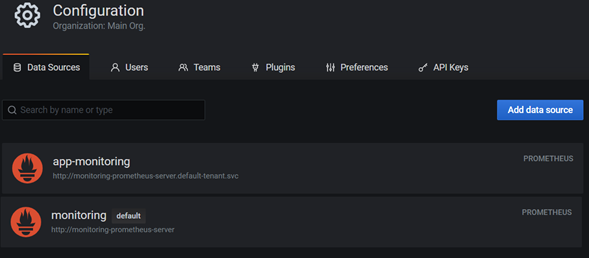 Configuration
Organization: Main Org.
Data Sources Users Teams Plugins Preferences API Keys
Search by name or type Add data source
app-monitoring PROMETHEUS
http://monitoring-prometheus-server.default-tenant.svc
monitoring default PROMETHEUS
http://monitoring-prometheus-server